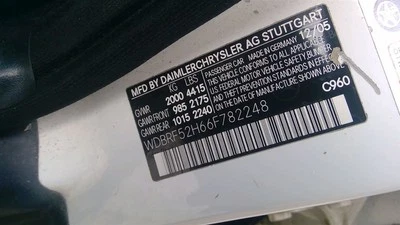 MFD BY DAIMLERCHRYSLER AG STUTTGART
PASSENGER CAR MADE IN GERMANY 12/05
KG LBS
GVWR 2000 4415
GAWR FRONT 985 2175
GAWR REAR 1015 2240
THIS VEHICLE CONFORMS TO ALL APPLICABLE
U.S. FEDERAL MOTOR VEHICLE SAFETY BUMPER
AND THEFT PREVENTION STANDARDS IN EFFECT
ON THE DATE OF MANUFACTURE SHOWN ABOVE
C960
WDBRF52H66F782248